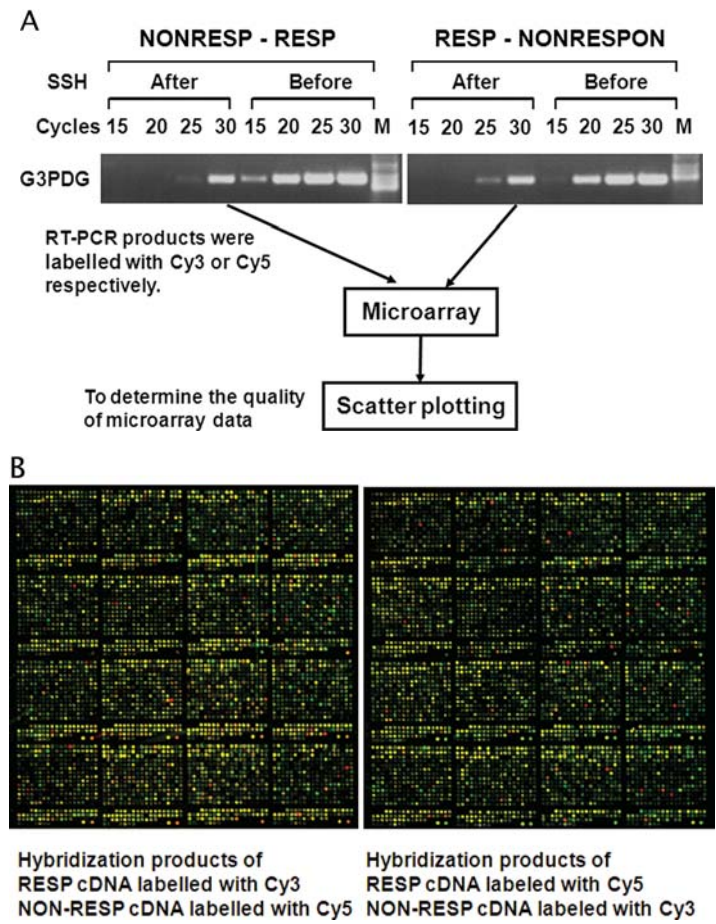 A
NONRESP - RESP
RESP - NONRESPON
SSH After Before After Before
Cycles 15 20 25 30 15 20 25 30 M 15 20 25 30 15 20 25 30 M
G3PDG
RT-PCR products were
labelled with Cy3 or Cy5
respectively.
Microarray
To determine the quality
of microarray data
Scatter plotting
B
Hybridization products of
RESP cDNA labelled with Cy3
NON-RESP cDNA labelled with Cy5
Hybridization products of
RESP cDNA labeled with Cy5
NON-RESP cDNA labeled with Cy3